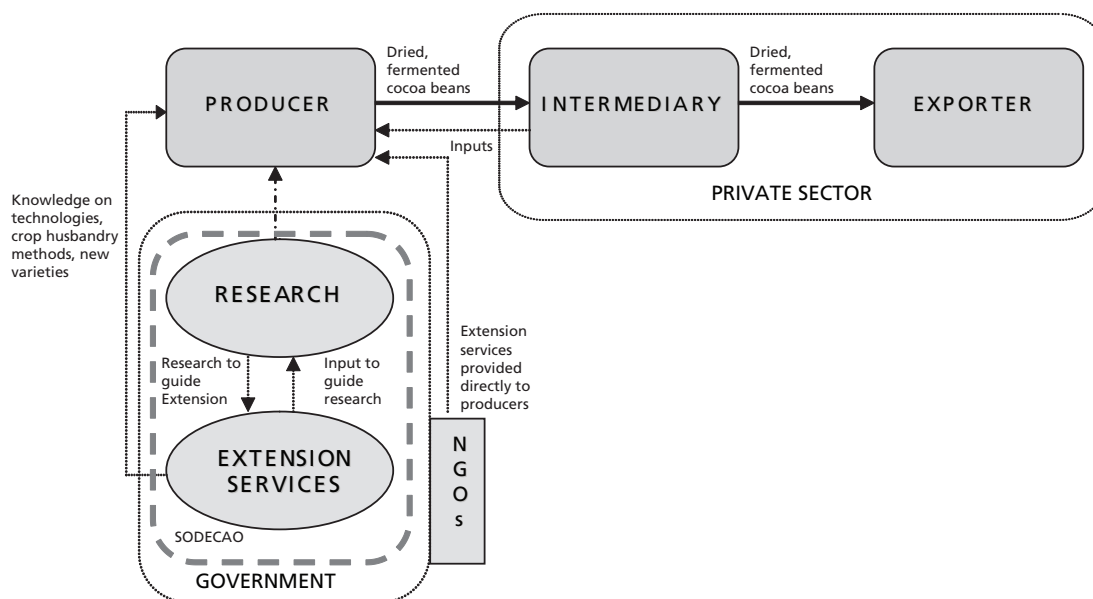 PRODUCER
Dried,
fermented
cocoa beans
INTERMEDIARY
Dried,
fermented
cocoa beans
EXPORTER
Inputs
PRIVATE SECTOR
Knowledge on
technologies,
crop husbandry
methods, new
varieties
RESEARCH
Research to
guide
Extension
Input to
guide
research
Extension
services
provided
directly to
producers
EXTENSION
SERVICES
N
G
O
s
SODECAO
GOVERNMENT